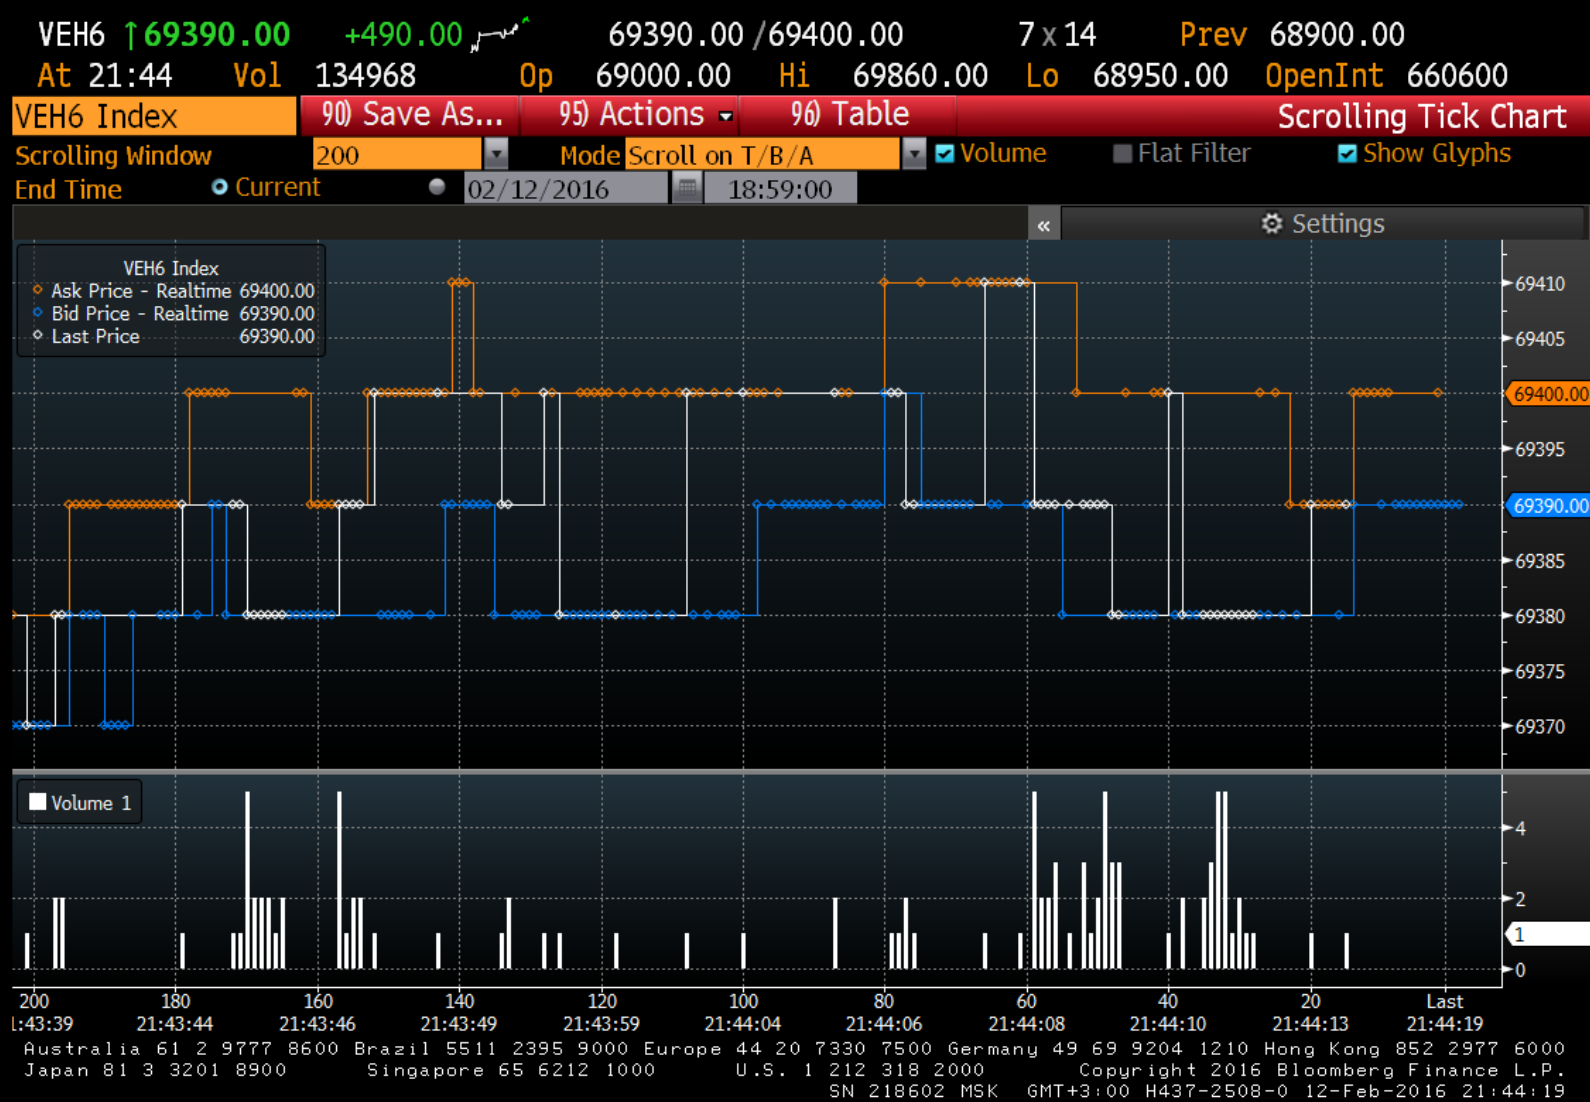 VEH6 ↑69390.00 +490.00 69390.00/69400.00 7x14 Prev 68900.00
At 21:44 Vol 134968 Op 69000.00 Hi 69860.00 Lo 68950.00 OpenInt 660600
VEH6 Index 90) Save As... 95) Actions 96) Table Scrolling Tick Chart
Scrolling Window 200 Mode Scroll on T/B/A Volume Flat Filter Show Glyphs
End Time Current 02/12/2016 18:59:00
« Settings
VEH6 Index
Ask Price - Realtime 69400.00
Bid Price - Realtime 69390.00
Last Price 69390.00
69410
69405
69400.00
69395
69390.00
69385
69380
69375
69370
Volume 1
4
2
1
0
200 180 160 140 120 100 80 60 40 20 Last
1:43:39 21:43:44 21:43:46 21:43:49 21:43:59 21:44:04 21:44:06 21:44:08 21:44:10 21:44:13 21:44:19
Australia 61 2 9777 8600 Brazil 5511 2395 9000 Europe 44 20 7330 7500 Germany 49 69 9204 1210 Hong Kong 852 2977 6000
Japan 81 3 3201 8900 Singapore 65 6212 1000 U.S. 1 212 318 2000 Copyright 2016 Bloomberg Finance L.P.
SN 218602 MSK GMT+3:00 H437-2508-0 12-Feb-2016 21:44:19